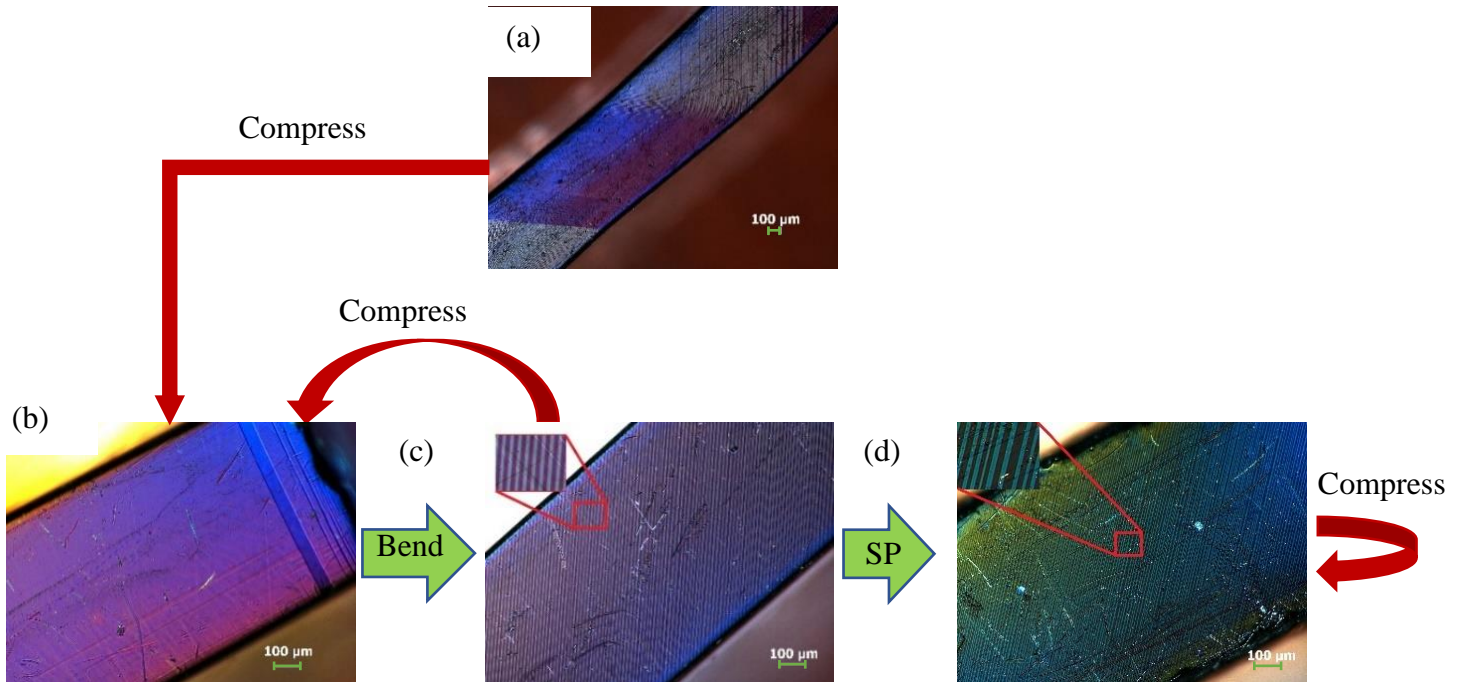 (a)
Compress
100 µm
Compress
(b)
(c)
(d)
Compress
Bend
SP
100 µm
100 µm
100 µm